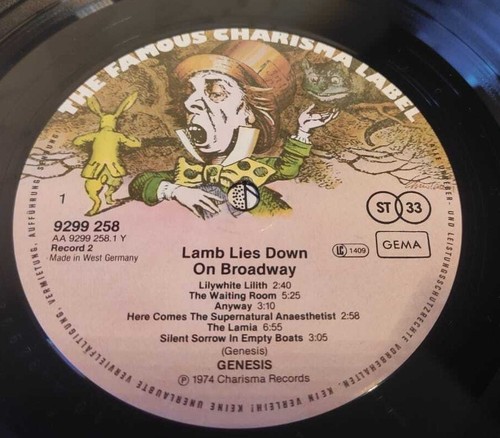 THE FAMOUS CHARISMA LABEL
1
9299 258
AA 9299 258.1 Y
Record 2
Made in West Germany
ST 33
LC 1409
GEMA
Lamb Lies Down
On Broadway
Lilywhite Lilith 2:40
The Waiting Room 5:25
Anyway 3:10
Here Comes The Supernatural Anaesthetist 2:58
The Lamia 6:55
Silent Sorrow In Empty Boats 3:05
(Genesis)
GENESIS
℗ 1974 Charisma Records
UND LEISTUNGSSCHUTZRECHTE VORBEHALTEN. KEIN VERLEIH! KEINE UNERLAUBTE VERVIELFÄLTIGUNG, VERMIETUNG, AUFFÜHRUNG,